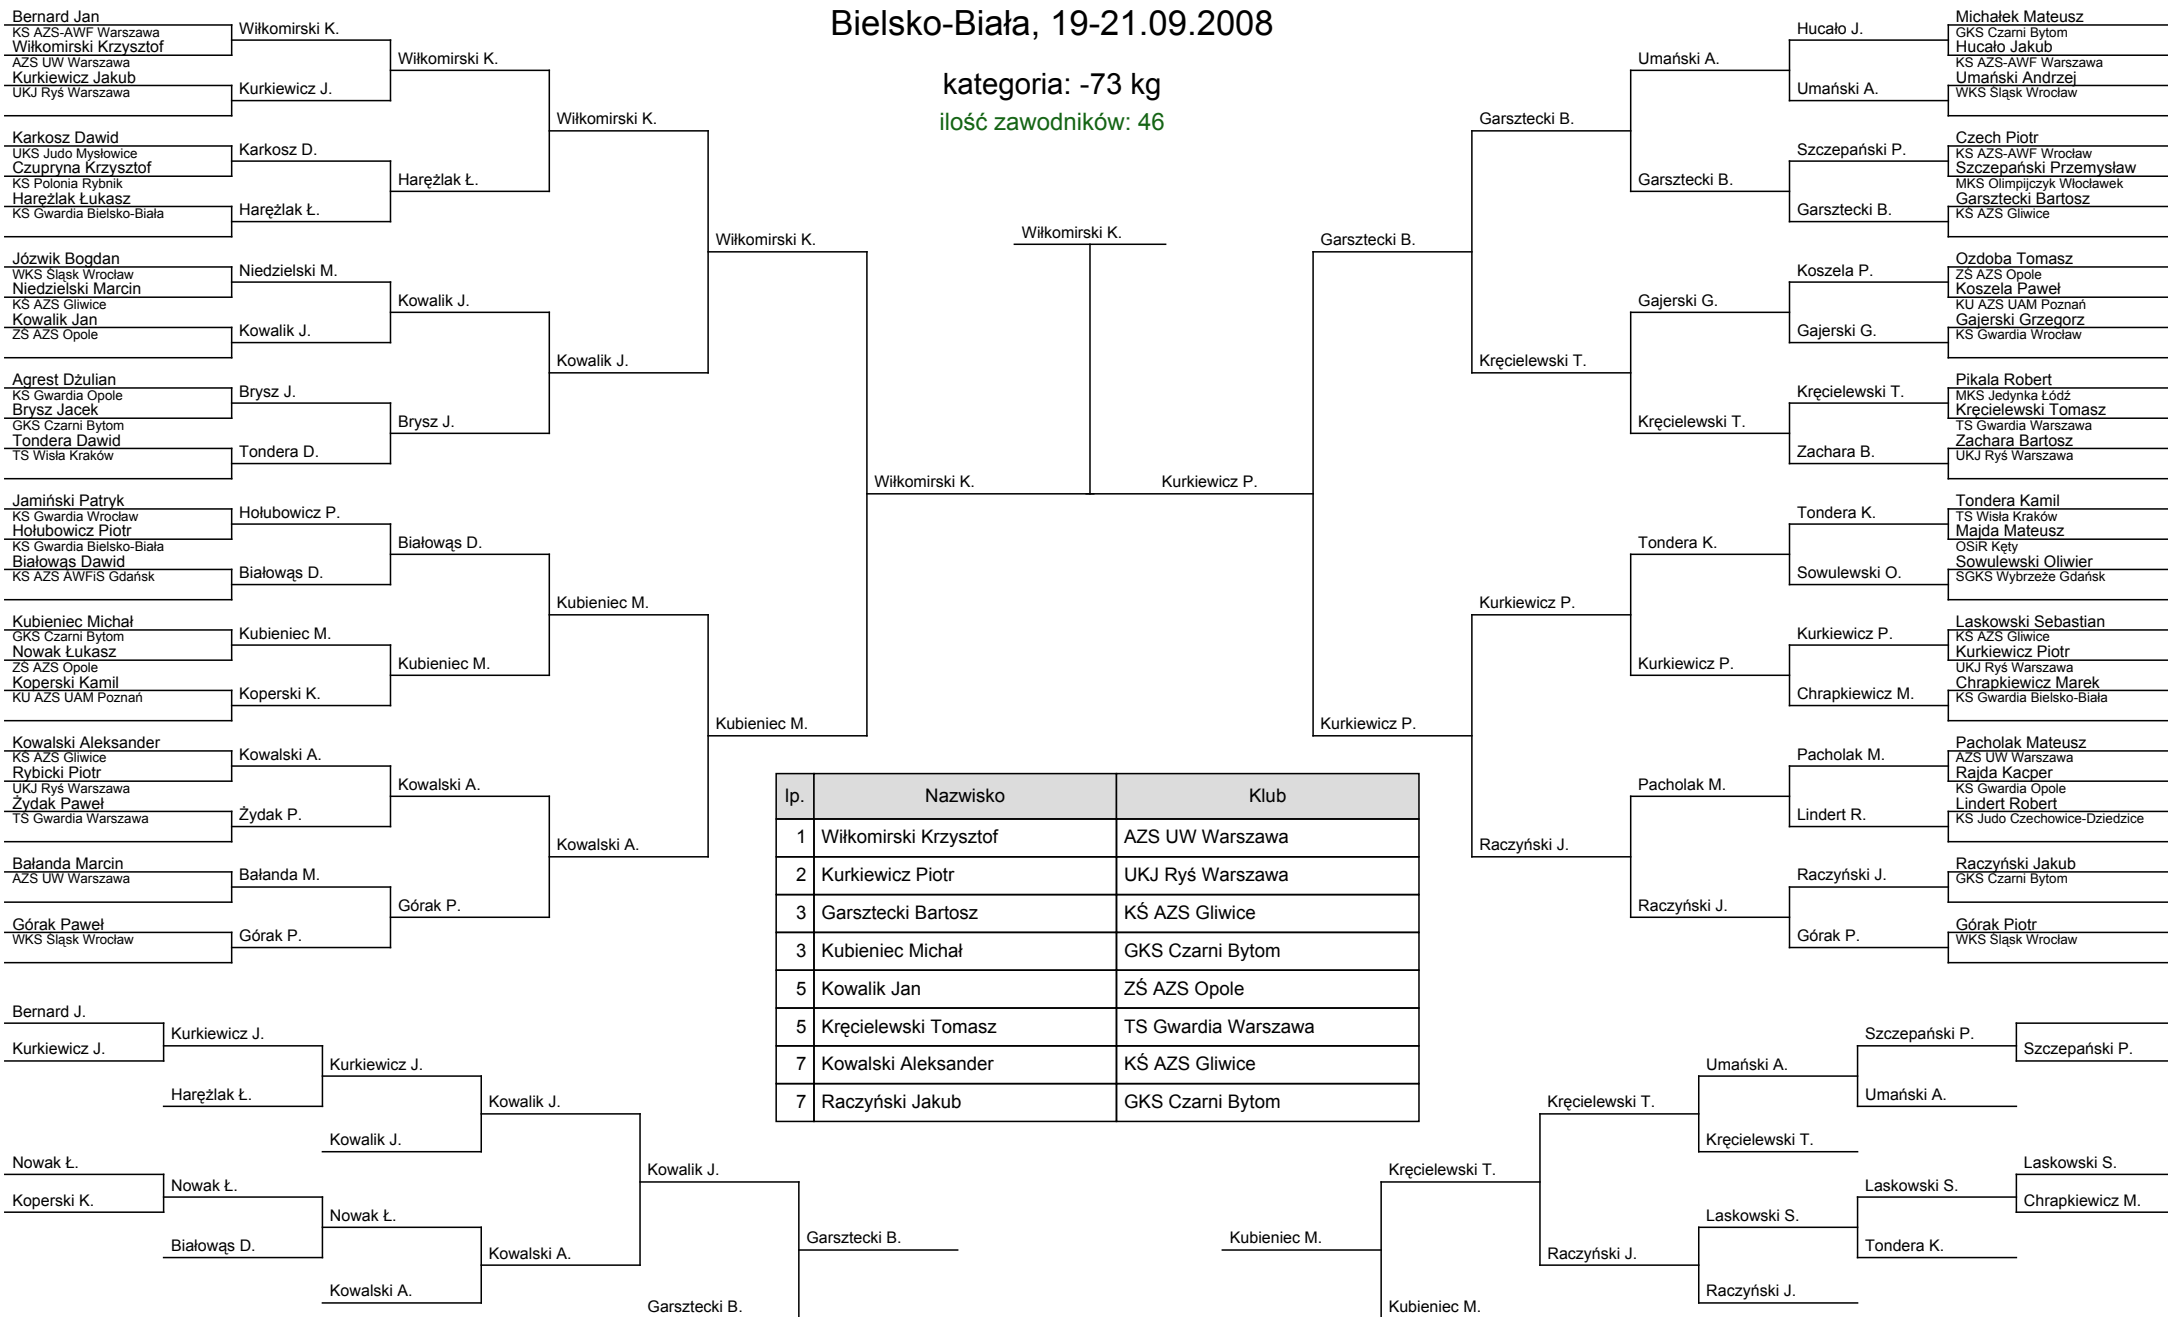 Bielsko-Biała, 19-21.09.2008
kategoria: -73 kg
ilość zawodników: 46
Bernard Jan
KS AZS-AWF Warszawa
Wiłkomirski Krzysztof
AZS UW Warszawa
Kurkiewicz Jakub
UKJ Ryś Warszawa
Karkosz Dawid
UKS Judo Mysłowice
Czupryna Krzysztof
KS Polonia Rybnik
Harężlak Łukasz
KS Gwardia Bielsko-Biała
Józwik Bogdan
WKS Śląsk Wrocław
Niedzielski Marcin
KŚ AZS Gliwice
Kowalik Jan
ZŚ AZS Opole
Agrest Dżulian
KS Gwardia Opole
Brysz Jacek
GKS Czarni Bytom
Tondera Dawid
TS Wisła Kraków
Jamiński Patryk
KS Gwardia Wrocław
Hołubowicz Piotr
KS Gwardia Bielsko-Biała
Białowąs Dawid
KS AZS AWFiS Gdańsk
Kubieniec Michał
GKS Czarni Bytom
Nowak Łukasz
ZŚ AZS Opole
Koperski Kamil
KU AZS UAM Poznań
Kowalski Aleksander
KŚ AZS Gliwice
Rybicki Piotr
UKJ Ryś Warszawa
Żydak Paweł
TS Gwardia Warszawa
Bałanda Marcin
AZS UW Warszawa
Górak Paweł
WKS Śląsk Wrocław
Wiłkomirski K.
Kurkiewicz J.
Karkosz D.
Harężlak Ł.
Niedzielski M.
Kowalik J.
Brysz J.
Tondera D.
Hołubowicz P.
Białowąs D.
Kubieniec M.
Koperski K.
Kowalski A.
Żydak P.
Bałanda M.
Górak P.
Wiłkomirski K.
Harężlak Ł.
Kowalik J.
Brysz J.
Białowąs D.
Kubieniec M.
Kowalski A.
Górak P.
Wiłkomirski K.
Kowalik J.
Kubieniec M.
Kowalski A.
Wiłkomirski K.
Kubieniec M.
Wiłkomirski K.
Wiłkomirski K.
Kurkiewicz P.
Garsztecki B.
Kurkiewicz P.
Garsztecki B.
Kręcielewski T.
Kurkiewicz P.
Raczyński J.
Umański A.
Garsztecki B.
Gajerski G.
Kręcielewski T.
Tondera K.
Kurkiewicz P.
Pacholak M.
Raczyński J.
Hucało J.
Umański A.
Szczepański P.
Garsztecki B.
Koszela P.
Gajerski G.
Kręcielewski T.
Zachara B.
Tondera K.
Sowulewski O.
Kurkiewicz P.
Chrapkiewicz M.
Pacholak M.
Lindert R.
Raczyński J.
Górak P.
Michałek Mateusz
GKS Czarni Bytom
Hucało Jakub
KS AZS-AWF Warszawa
Umański Andrzej
WKS Śląsk Wrocław
Czech Piotr
KS AZS-AWF Wrocław
Szczepański Przemysław
MKS Olimpijczyk Włocławek
Garsztecki Bartosz
KŚ AZS Gliwice
Ozdoba Tomasz
ZŚ AZS Opole
Koszela Paweł
KU AZS UAM Poznań
Gajerski Grzegorz
KS Gwardia Wrocław
Pikala Robert
MKS Jedynka Łódź
Kręcielewski Tomasz
TS Gwardia Warszawa
Zachara Bartosz
UKJ Ryś Warszawa
Tondera Kamil
TS Wisła Kraków
Majda Mateusz
OSiR Kęty
Sowulewski Oliwier
SGKS Wybrzeże Gdańsk
Laskowski Sebastian
KŚ AZS Gliwice
Kurkiewicz Piotr
UKJ Ryś Warszawa
Chrapkiewicz Marek
KS Gwardia Bielsko-Biała
Pacholak Mateusz
AZS UW Warszawa
Rajda Kacper
KS Gwardia Opole
Lindert Robert
KS Judo Czechowice-Dziedzice
Raczyński Jakub
GKS Czarni Bytom
Górak Piotr
WKS Śląsk Wrocław
lp. Nazwisko Klub
1 Wiłkomirski Krzysztof AZS UW Warszawa
2 Kurkiewicz Piotr UKJ Ryś Warszawa
3 Garsztecki Bartosz KŚ AZS Gliwice
3 Kubieniec Michał GKS Czarni Bytom
5 Kowalik Jan ZŚ AZS Opole
5 Kręcielewski Tomasz TS Gwardia Warszawa
7 Kowalski Aleksander KŚ AZS Gliwice
7 Raczyński Jakub GKS Czarni Bytom
Bernard J.
Kurkiewicz J.
Nowak Ł.
Koperski K.
Kurkiewicz J.
Harężlak Ł.
Nowak Ł.
Białowąs D.
Kurkiewicz J.
Kowalik J.
Nowak Ł.
Kowalski A.
Kowalik J.
Kowalski A.
Kowalik J.
Garsztecki B.
Garsztecki B.
Kubieniec M.
Kręcielewski T.
Kubieniec M.
Kręcielewski T.
Raczyński J.
Umański A.
Kręcielewski T.
Laskowski S.
Raczyński J.
Szczepański P.
Umański A.
Laskowski S.
Tondera K.
Szczepański P.
Laskowski S.
Chrapkiewicz M.